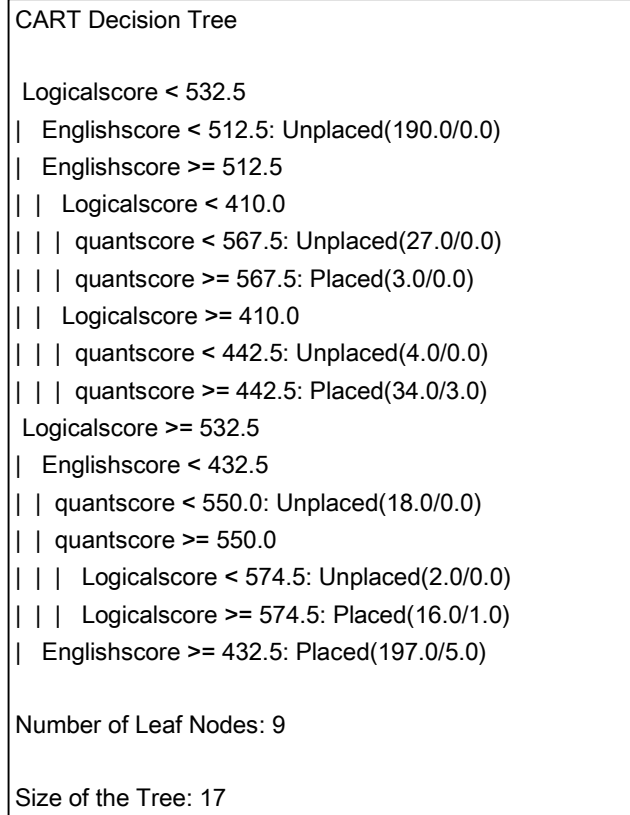 CART Decision Tree
Logicalscore < 532.5
| Englishscore < 512.5: Unplaced(190.0/0.0)
| Englishscore >= 512.5
| | Logicalscore < 410.0
| | | quantscore < 567.5: Unplaced(27.0/0.0)
| | | quantscore >= 567.5: Placed(3.0/0.0)
| | Logicalscore >= 410.0
| | | quantscore < 442.5: Unplaced(4.0/0.0)
| | | quantscore >= 442.5: Placed(34.0/3.0)
Logicalscore >= 532.5
| Englishscore < 432.5
| | quantscore < 550.0: Unplaced(18.0/0.0)
| | quantscore >= 550.0
| | | Logicalscore < 574.5: Unplaced(2.0/0.0)
| | | Logicalscore >= 574.5: Placed(16.0/1.0)
| Englishscore >= 432.5: Placed(197.0/5.0)
Number of Leaf Nodes: 9
Size of the Tree: 17